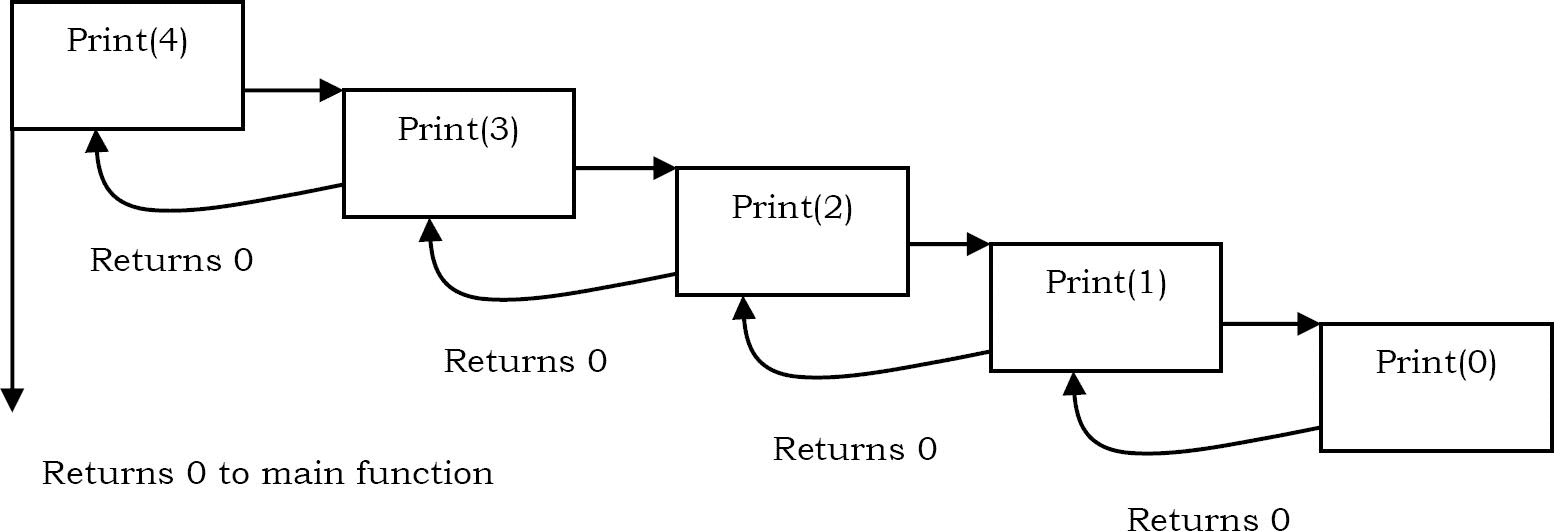 Print(4)
Print(3)
Print(2)
Print(1)
Print(0)
Returns 0
Returns 0
Returns 0
Returns 0
Returns 0 to main function